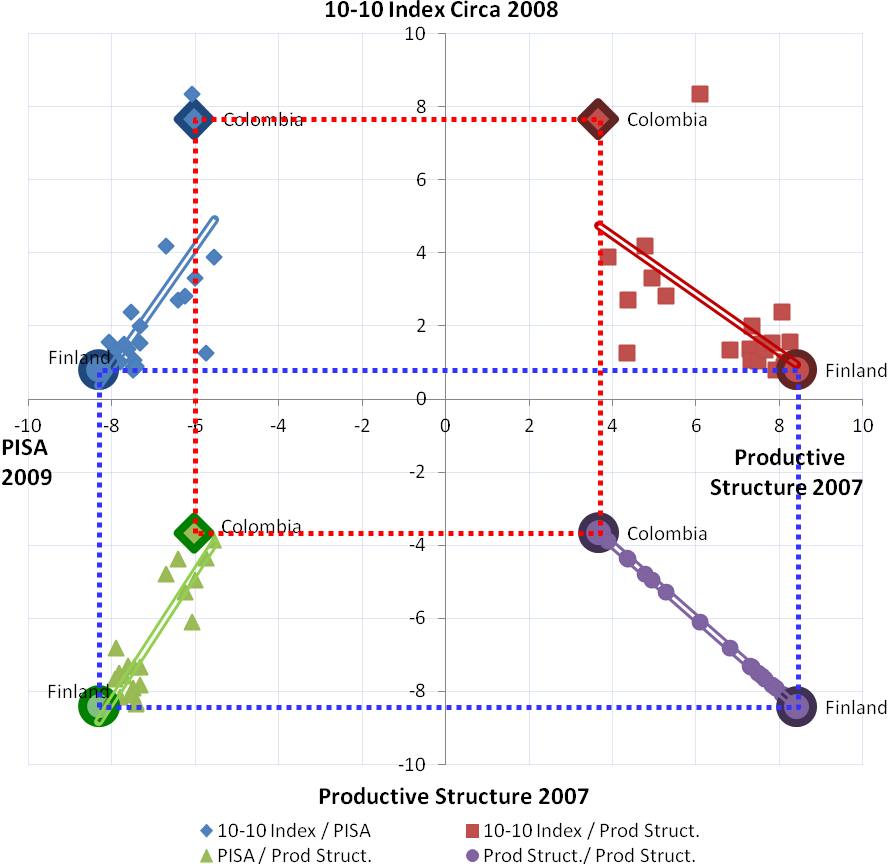 10-10 Index Circa 2008
10
8
Colombia
Colombia
6
4
2
Finland
Finland
0
-10
-8
-6
-4
-2
0
2
4
6
8
10
PISA
2009
Productive
Structure 2007
-2
Colombia
Colombia
-4
-6
-8
Finland
Finland
-10
Productive Structure 2007
10-10 Index / PISA
10-10 Index / Prod Struct.
PISA / Prod Struct.
Prod Struct./ Prod Struct.